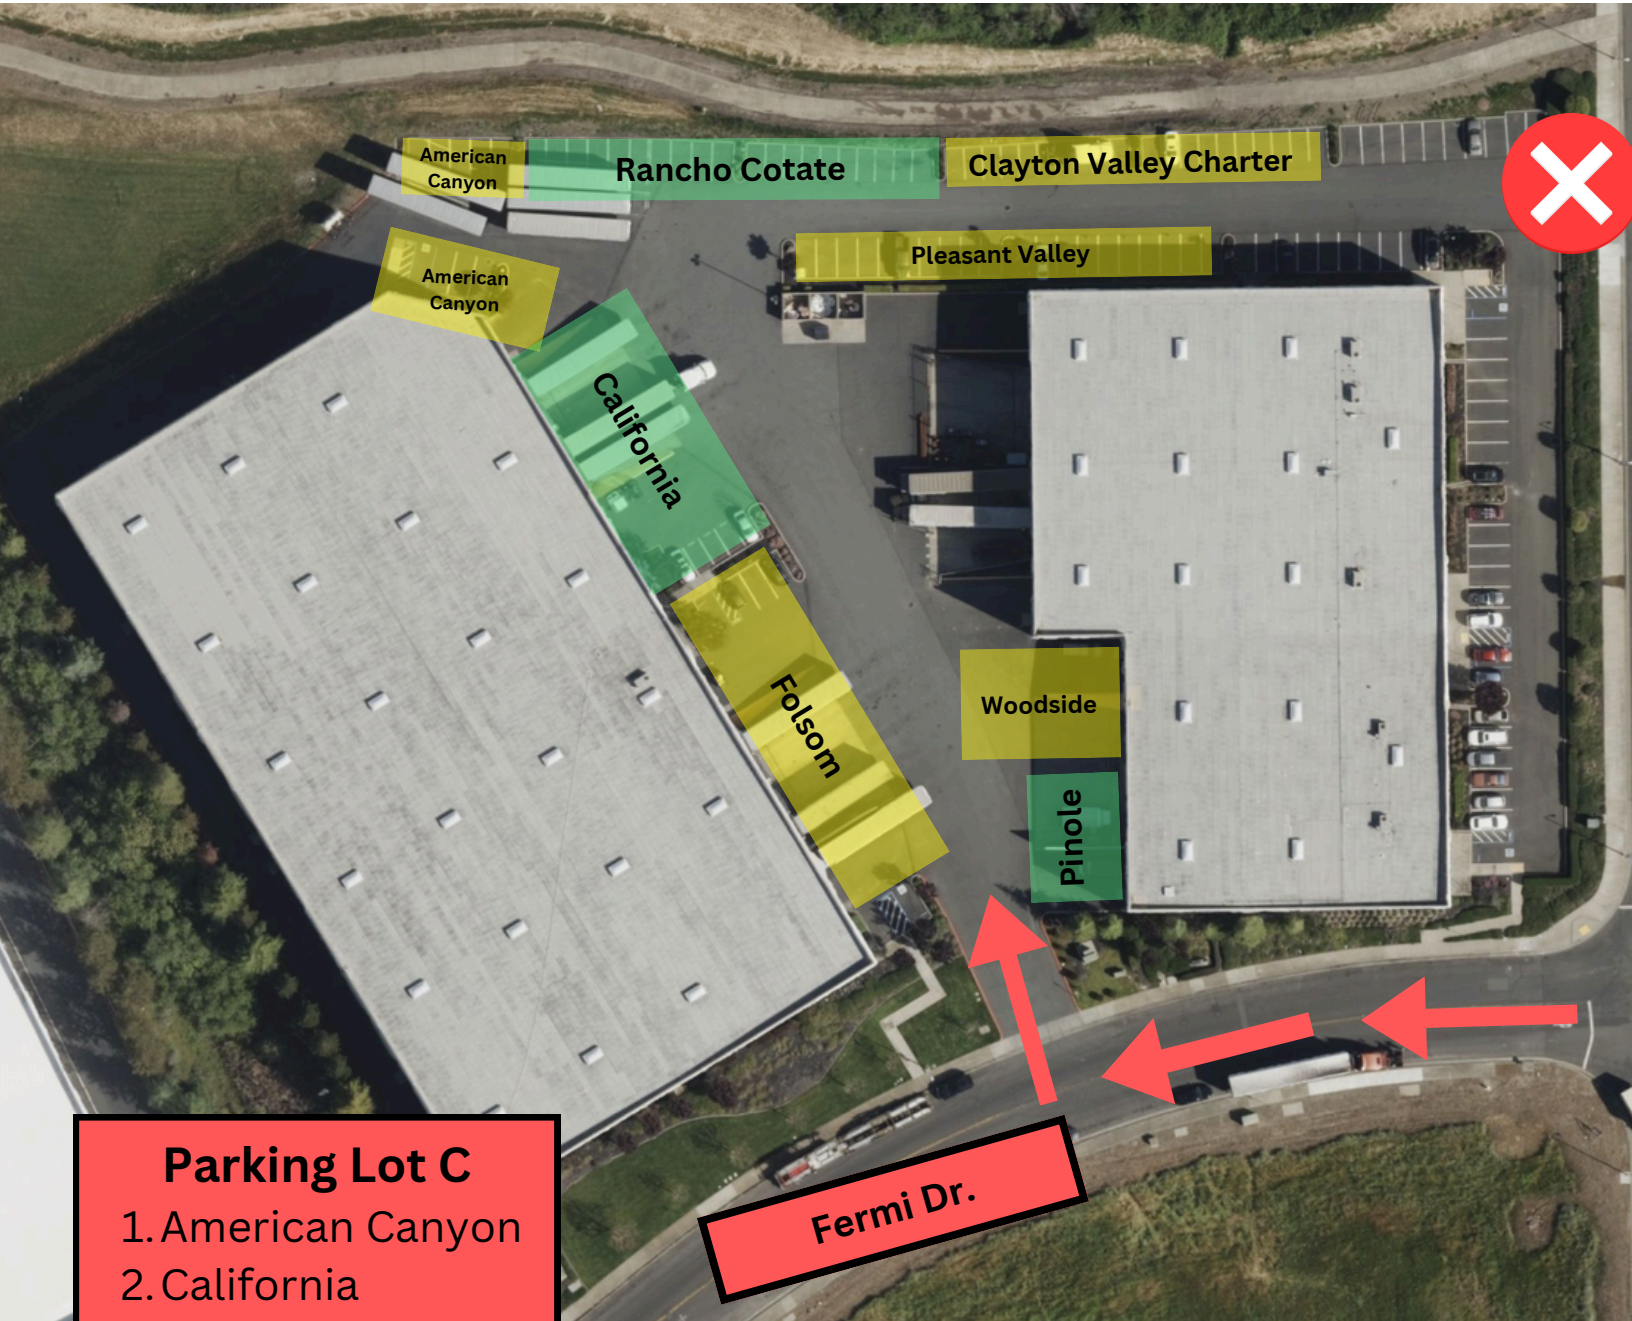 American
Canyon
Rancho Cotate
Clayton Valley Charter
Pleasant Valley
American
Canyon
California
Folsom
Woodside
Pinole
Fermi Dr.
Parking Lot C
1. American Canyon
2. California